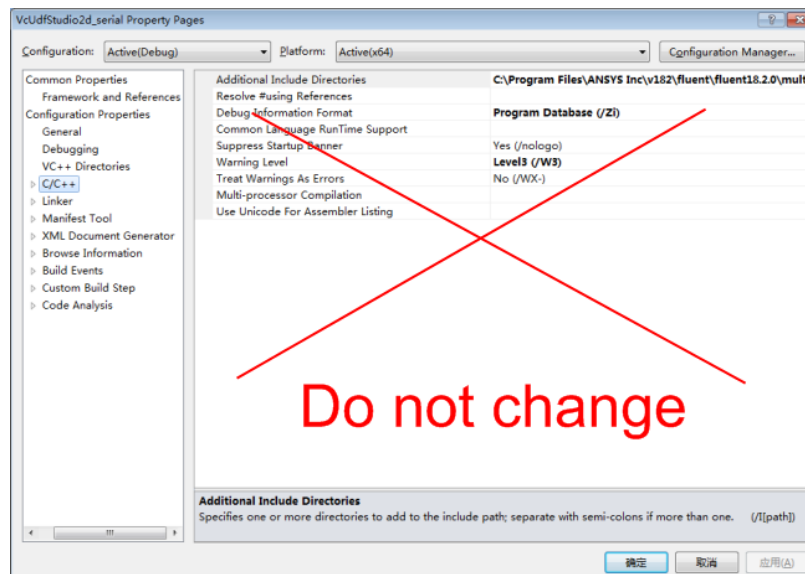 VcUdfStudio2d_serial Property Pages
Configuration: Active(Debug) Platform: Active(x64) Configuration Manager...
Common Properties
Framework and References
Configuration Properties
General
Debugging
VC++ Directories
C/C++
Linker
Manifest Tool
XML Document Generator
Browse Information
Build Events
Custom Build Step
Code Analysis
Additional Include Directories C:\Program Files\ANSYS Inc\v182\fluent\fluent18.2.0\mult
Resolve #using References
Debug Information Format Program Database (/Zi)
Common Language RunTime Support
Suppress Startup Banner Yes (/nologo)
Warning Level Level3 (/W3)
Treat Warnings As Errors No (/WX-)
Multi-processor Compilation
Use Unicode For Assembler Listing
Do not change
Additional Include Directories
Specifies one or more directories to add to the include path; separate with semi-colons if more than one. (/I[path])
确定 取消 应用(A)